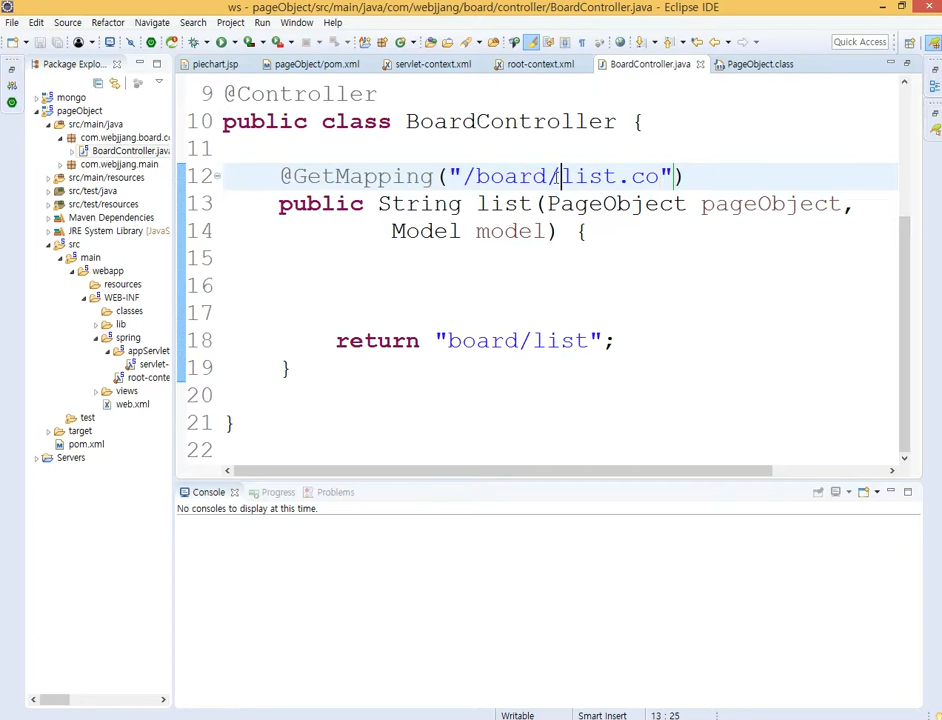 ws - pageObject/src/main/java/com/webjjang/board/controller/BoardController.java - Eclipse IDE
File Edit Source Refactor Navigate Search Project Run Window Help
Quick Access
Package Explo...
piechart.jsp
pageObject/pom.xml
servlet-context.xml
root-context.xml
BoardController.java
PageObject.class
mongo
pageObject
src/main/java
com.webjjang.board.co
BoardController.java
com.webjjang.main
src/main/resources
src/test/java
src/test/resources
Maven Dependencies
JRE System Library [JavaS
src
main
webapp
resources
WEB-INF
classes
lib
spring
appServlet
servlet-
root-conte
views
web.xml
test
target
pom.xml
Servers
9 @Controller
10 public class BoardController {
11
12 @GetMapping("/board/list.co")
13 public String list(PageObject pageObject,
14 Model model) {
15
16
17
18 return "board/list";
19 }
20
21 }
22
Console
Progress
Problems
No consoles to display at this time.
Writable
Smart Insert
13 : 25